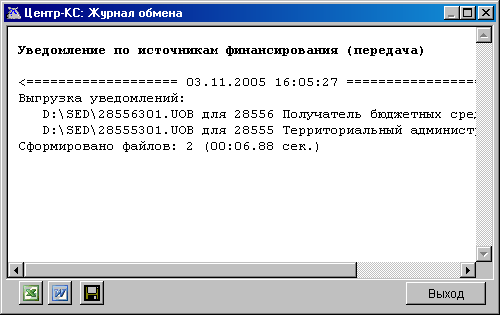 Центр-КС: Журнал обмена
Уведомление по источникам финансирования (передача)
<=================== 03.11.2005 16:05:27 =================
Выгрузка уведомлений:
D:\SED\28556301.UOB для 28556 Получатель бюджетных сред
D:\SED\28555301.UOB для 28555 Территориальный админист
Сформировано файлов: 2 (00:06.88 сек.)
Выход